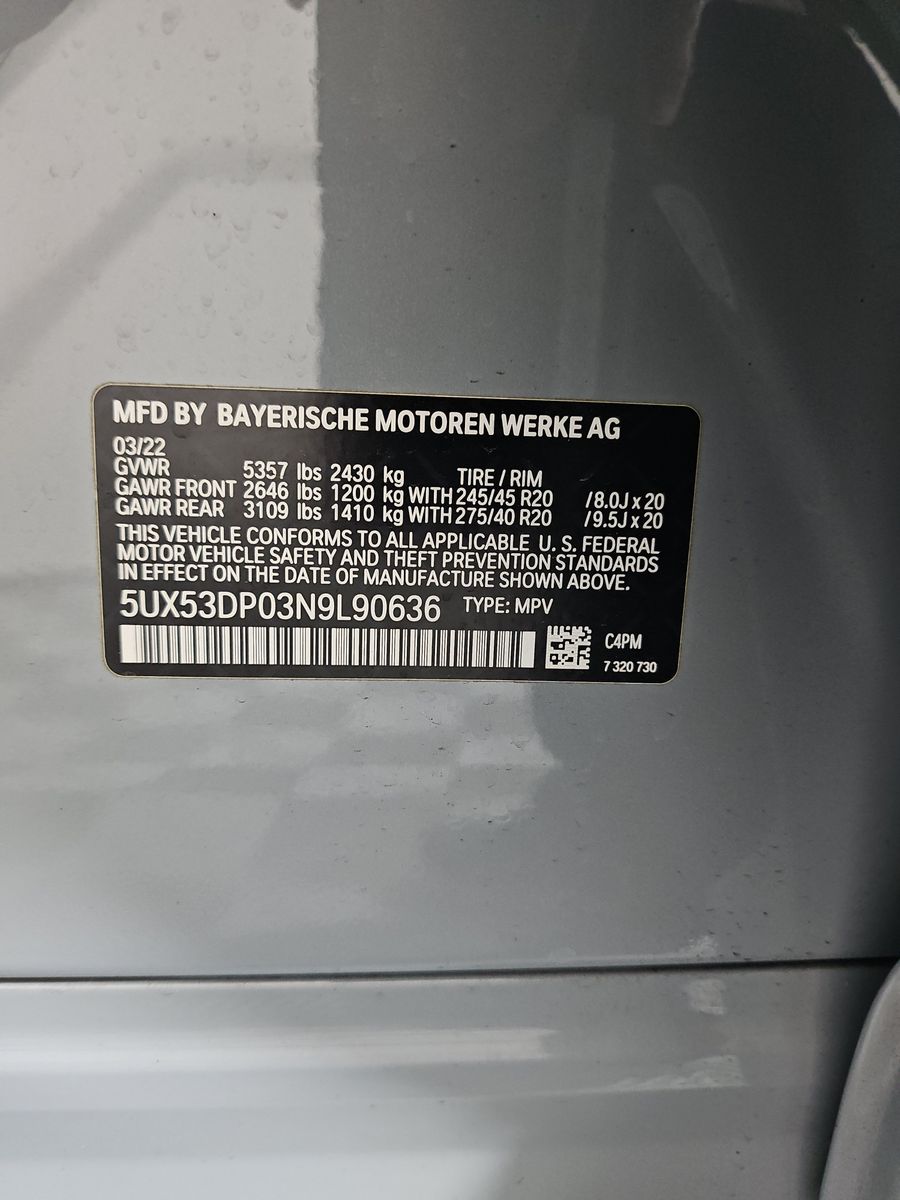 MFD BY BAYERISCHE MOTOREN WERKE AG
03/22
GVWR 5357 lbs 2430 kg TIRE / RIM
GAWR FRONT 2646 lbs 1200 kg WITH 245/45 R20 /8.0J x 20
GAWR REAR 3109 lbs 1410 kg WITH 275/40 R20 /9.5J x 20
THIS VEHICLE CONFORMS TO ALL APPLICABLE U. S. FEDERAL
MOTOR VEHICLE SAFETY AND THEFT PREVENTION STANDARDS
IN EFFECT ON THE DATE OF MANUFACTURE SHOWN ABOVE.
5UX53DP03N9L90636 TYPE: MPV
C4PM
7 320 730